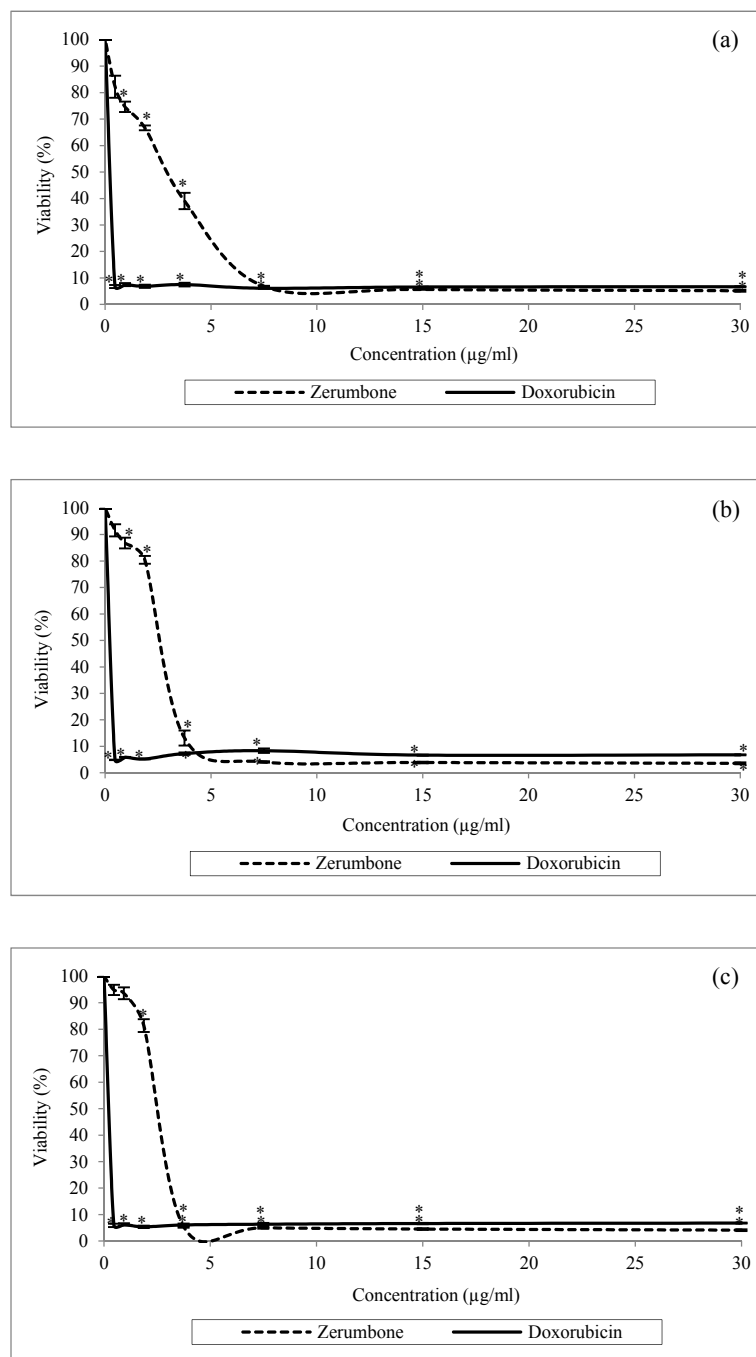 (a)
100
90
80
70
60
50
40
30
20
10
0
Viability (%)
* * *
* * * * * * *
* * *
0 5 10 15 20 25 30
Concentration (µg/ml)
Zerumbone Doxorubicin
(b)
100
90
80
70
60
50
40
30
20
10
0
Viability (%)
* * *
* * * * * * *
* * *
0 5 10 15 20 25 30
Concentration (µg/ml)
Zerumbone Doxorubicin
(c)
100
90
80
70
60
50
40
30
20
10
0
Viability (%)
*
* * * * * * *
* * * *
0 5 10 15 20 25 30
Concentration (µg/ml)
Zerumbone Doxorubicin